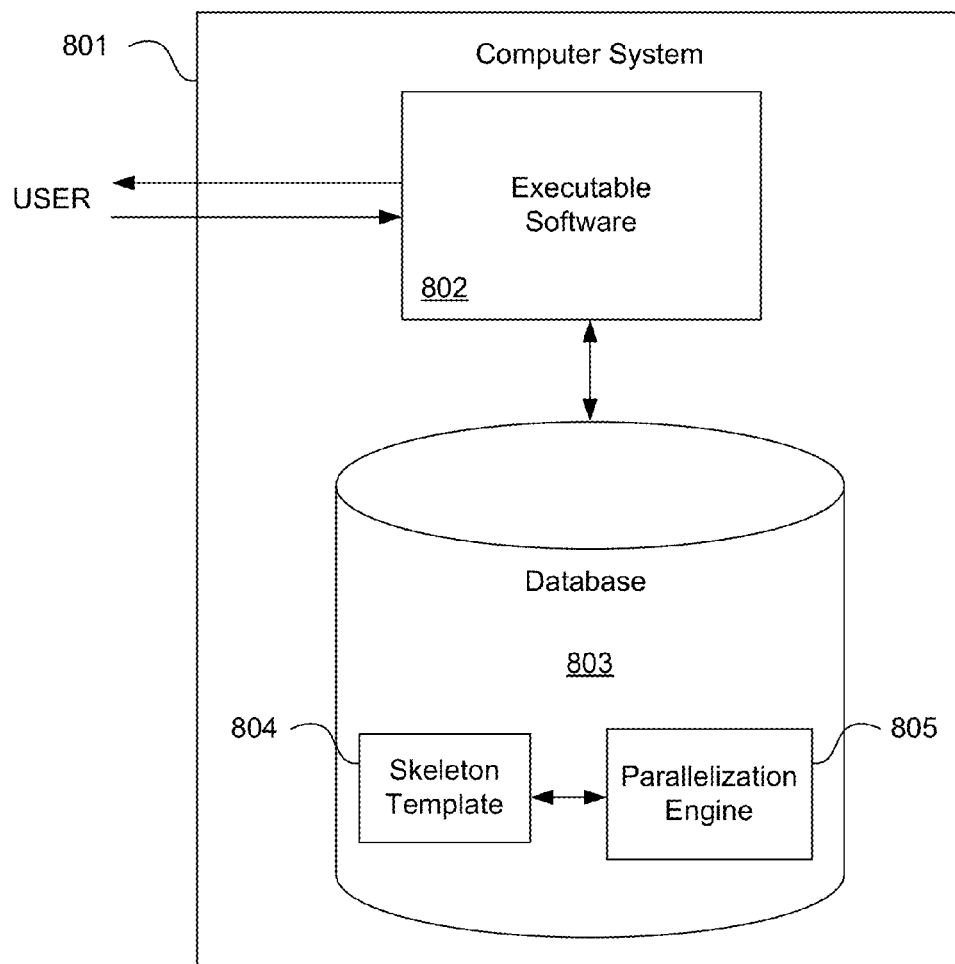 801
Computer System
USER
Executable
Software
802
Database
803
804
805
Skeleton
Template
Parallelization
Engine